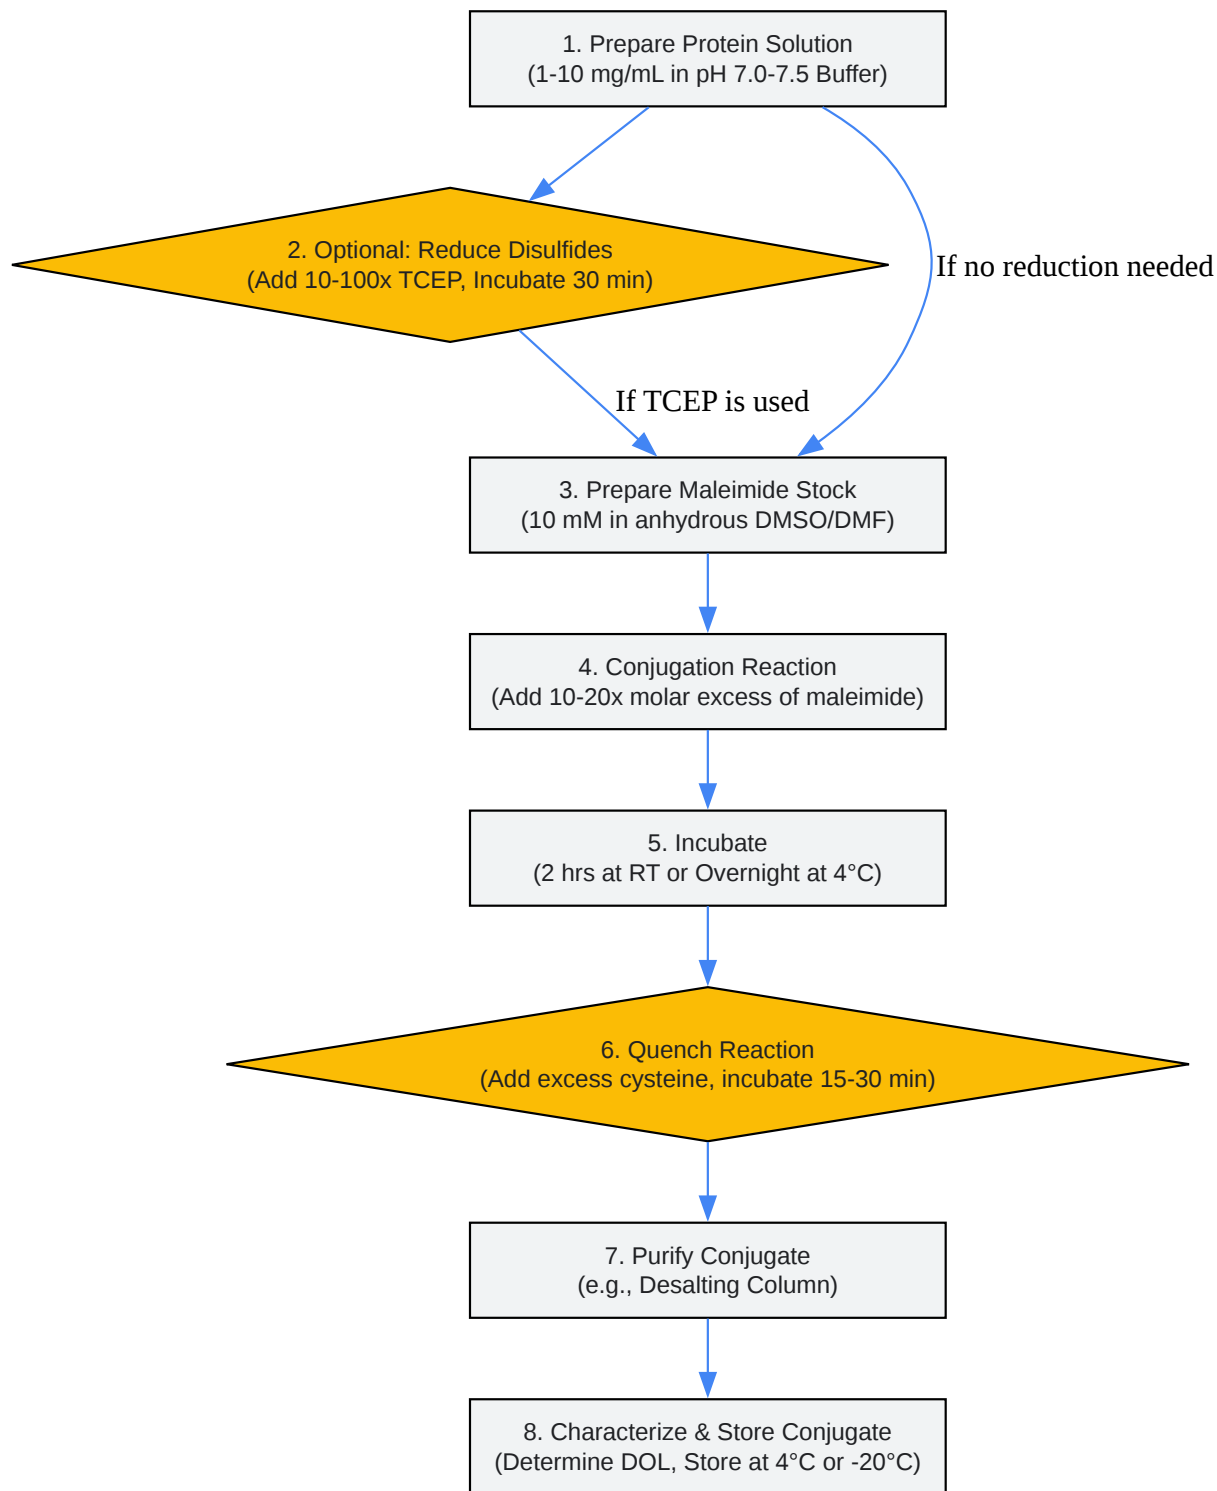 1. Prepare Protein Solution
(1-10 mg/mL in pH 7.0-7.5 Buffer)
2. Optional: Reduce Disulfides
(Add 10-100x TCEP, Incubate 30 min)
If no reduction needed
If TCEP is used
3. Prepare Maleimide Stock
(10 mM in anhydrous DMSO/DMF)
4. Conjugation Reaction
(Add 10-20x molar excess of maleimide)
5. Incubate
(2 hrs at RT or Overnight at 4°C)
6. Quench Reaction
(Add excess cysteine, incubate 15-30 min)
7. Purify Conjugate
(e.g., Desalting Column)
8. Characterize & Store Conjugate
(Determine DOL, Store at 4°C or -20°C)